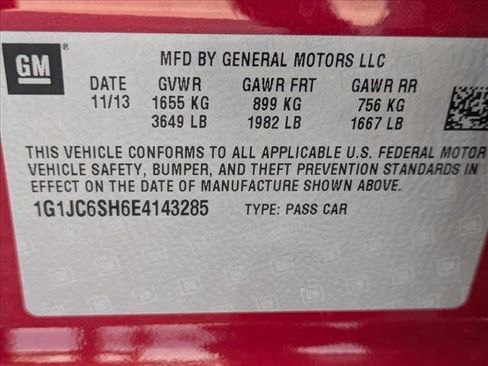 GM
MFD BY GENERAL MOTORS LLC
DATE GVWR GAWR FRT GAWR RR
11/13 1655 KG 899 KG 756 KG
3649 LB 1982 LB 1667 LB
THIS VEHICLE CONFORMS TO ALL APPLICABLE U.S. FEDERAL MOTOR
VEHICLE SAFETY, BUMPER, AND THEFT PREVENTION STANDARDS IN
EFFECT ON THE DATE OF MANUFACTURE SHOWN ABOVE.
1G1JC6SH6E4143285 TYPE: PASS CAR